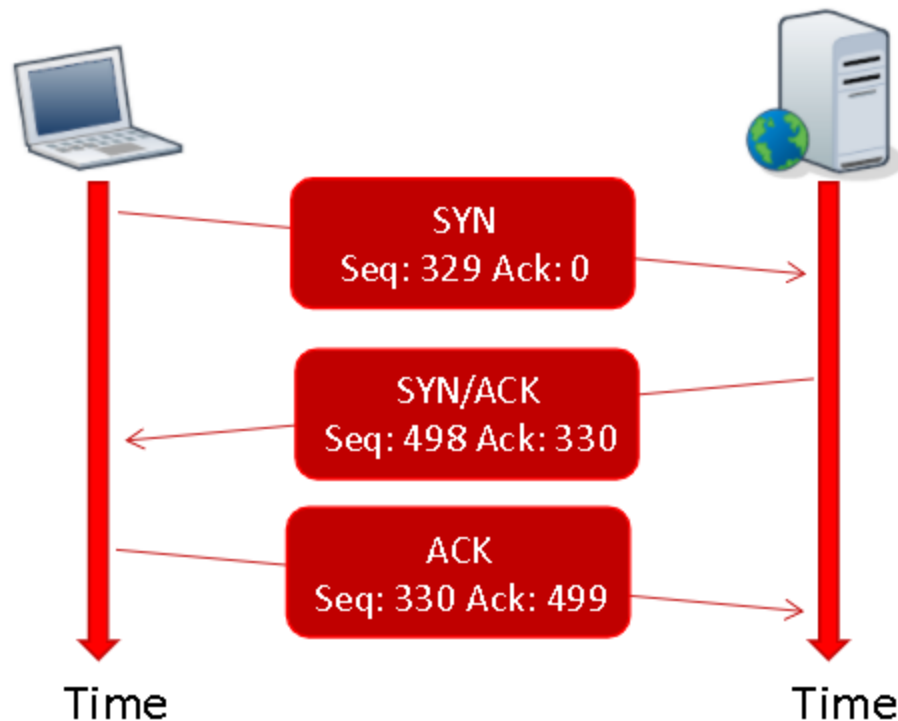 SYN
Seq: 329 Ack: 0
SYN/ACK
Seq: 498 Ack: 330
ACK
Seq: 330 Ack: 499
Time
Time